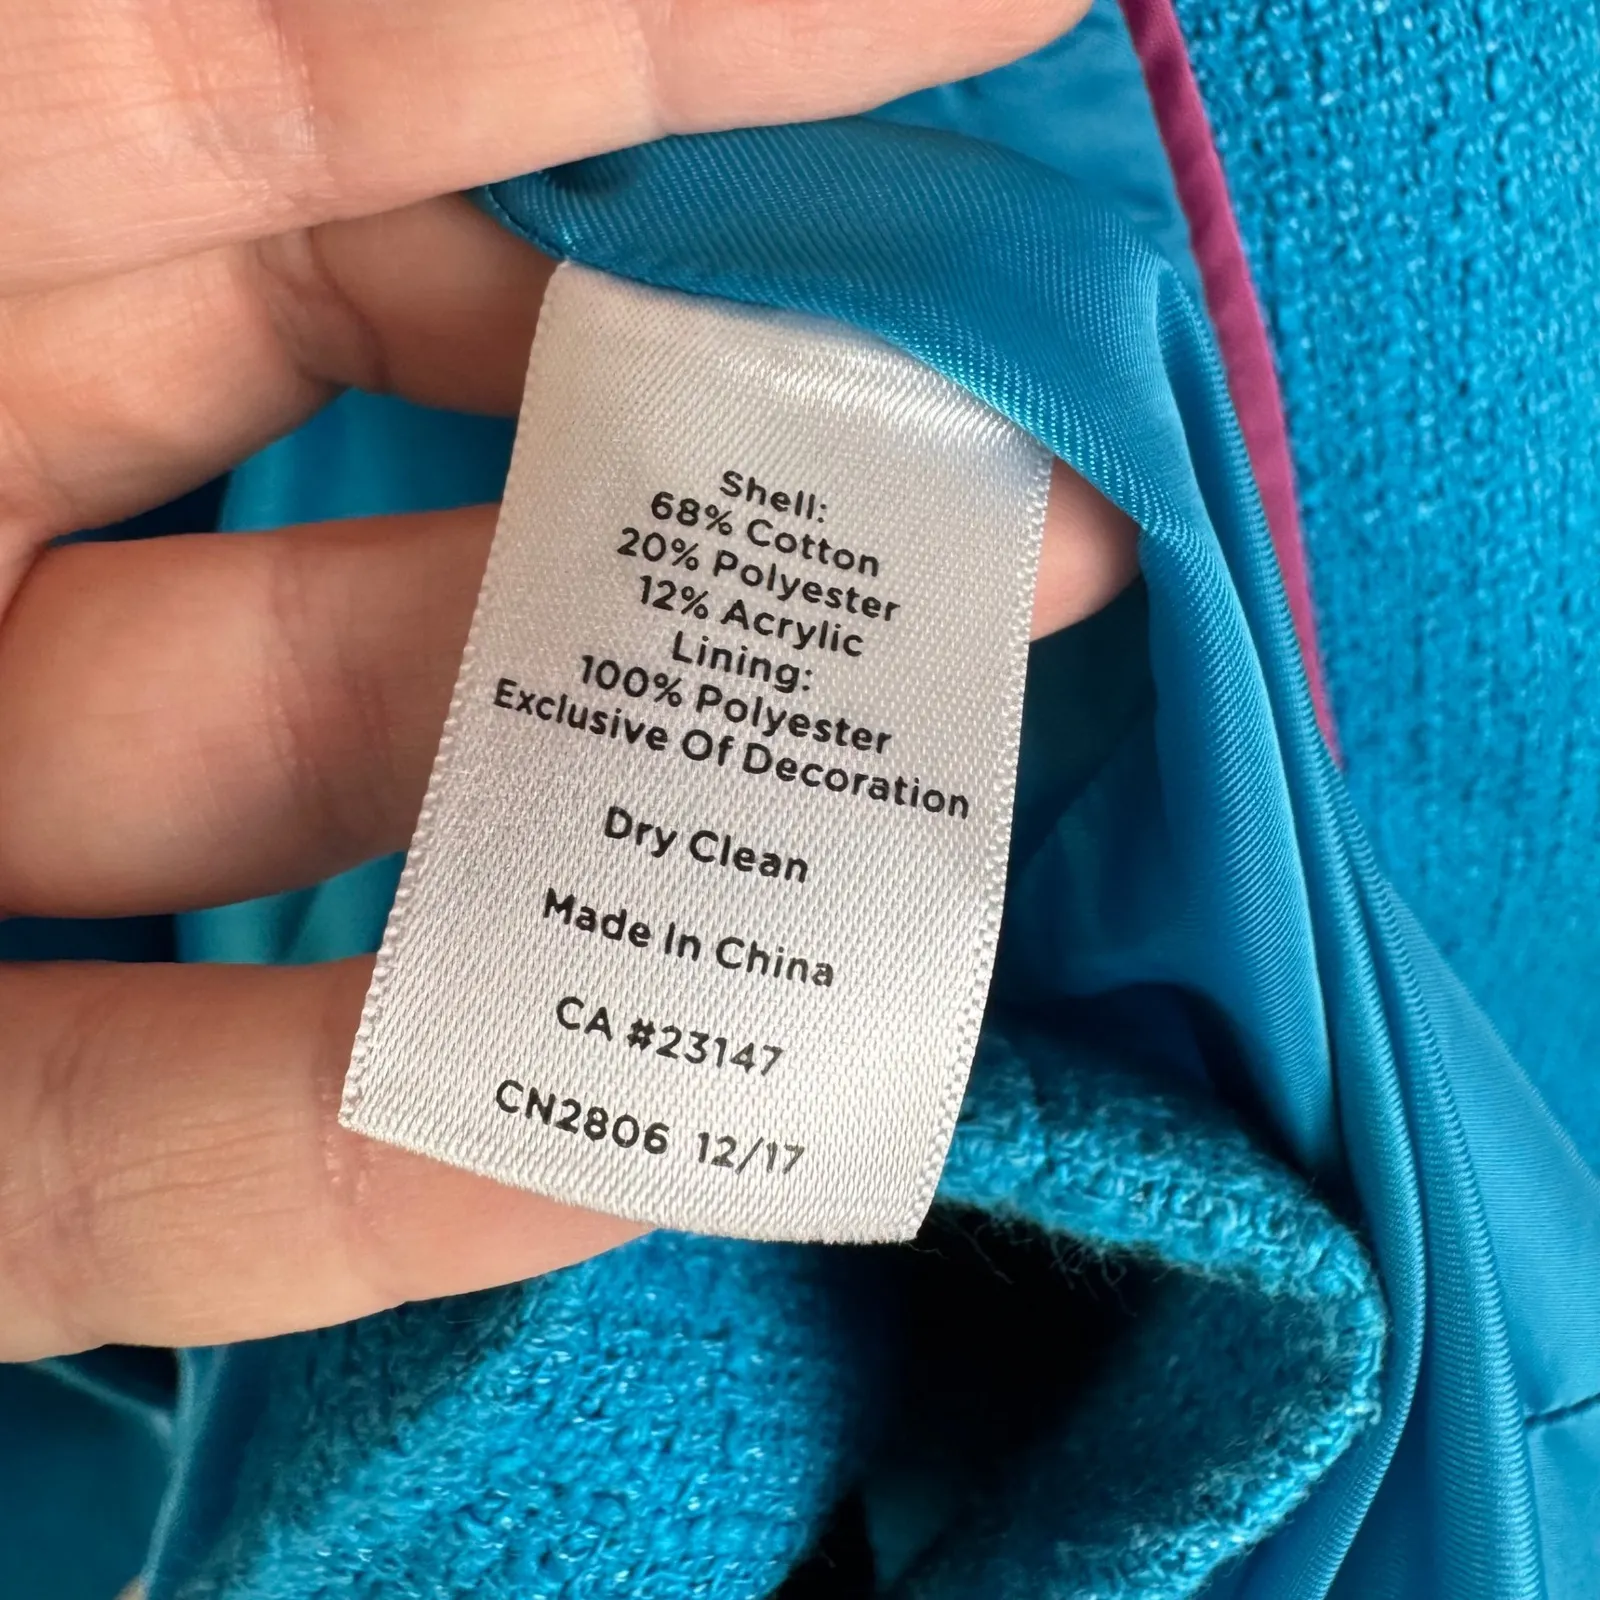 Shell:
68% Cotton
20% Polyester
12% Acrylic
Lining:
100% Polyester
Exclusive Of Decoration
Dry Clean
Made In China
CA #23147
CN2806 12/17